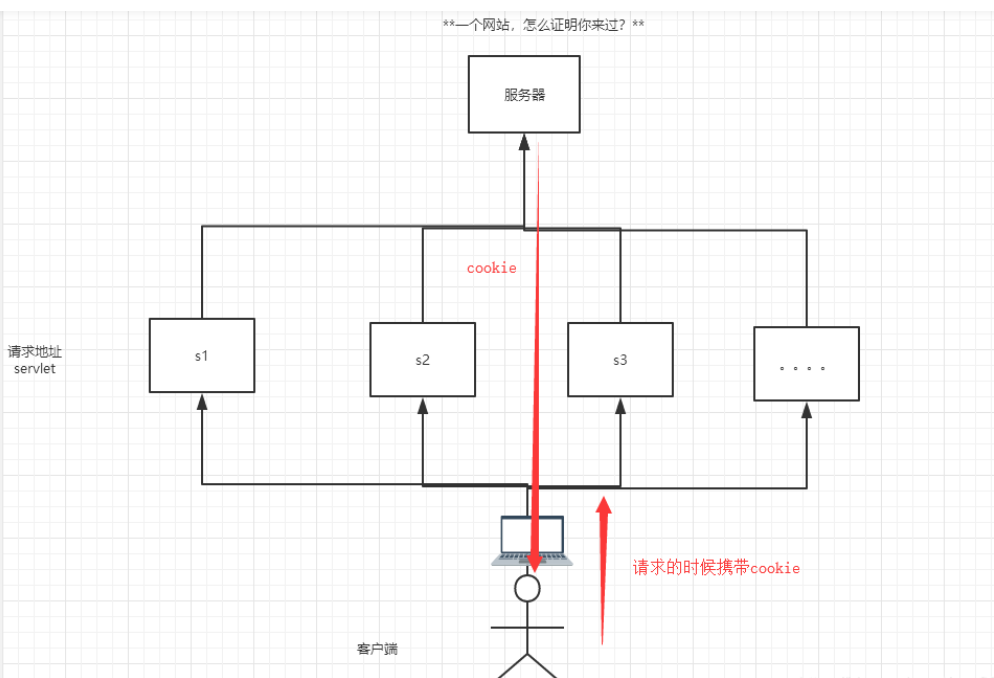 **一个网站，怎么证明你来过？**
服务器
cookie
请求地址
servlet
s1
s2
s3
。。。。
请求的时候携带cookie
客户端